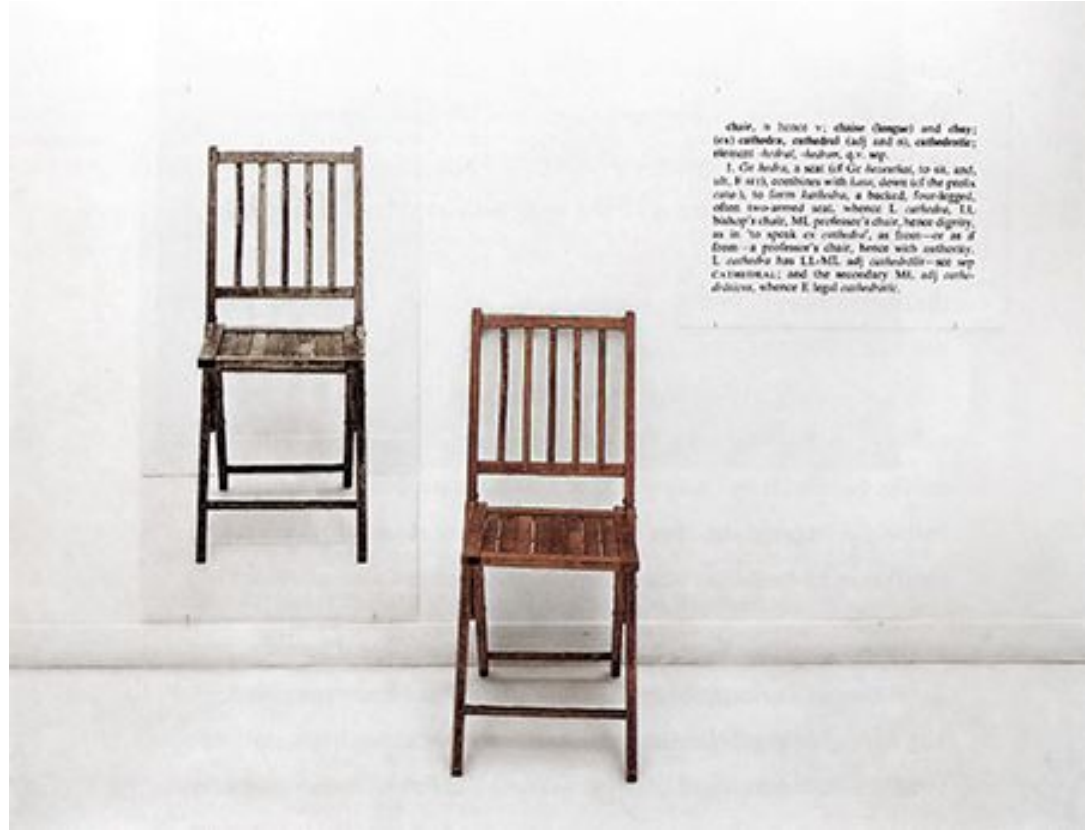 chair, n hence v; chaise (longue) and chay;
(ex) cathedra, cathedral (adj and n), cathedratic;
element -hedral, -hedron, q.v. sep.
1. Gr hedra, a seat (cf Gr hezesthai, to sit, and,
ult, E SIT), combines with kata, down (cf the prefix
cata-), to form kathedra, a backed, four-legged,
often two-armed seat, whence L cathedra, LL
bishop's chair, ML professor's chair, hence dignity,
as in 'to speak ex cathedra', as from—or as if
from—a professor's chair, hence with authority.
L cathedra has LL-ML adj cathedrālis—see sep
CATHEDRAL; and the secondary ML adj cathe-
drāticus, whence E legal cathedratic.